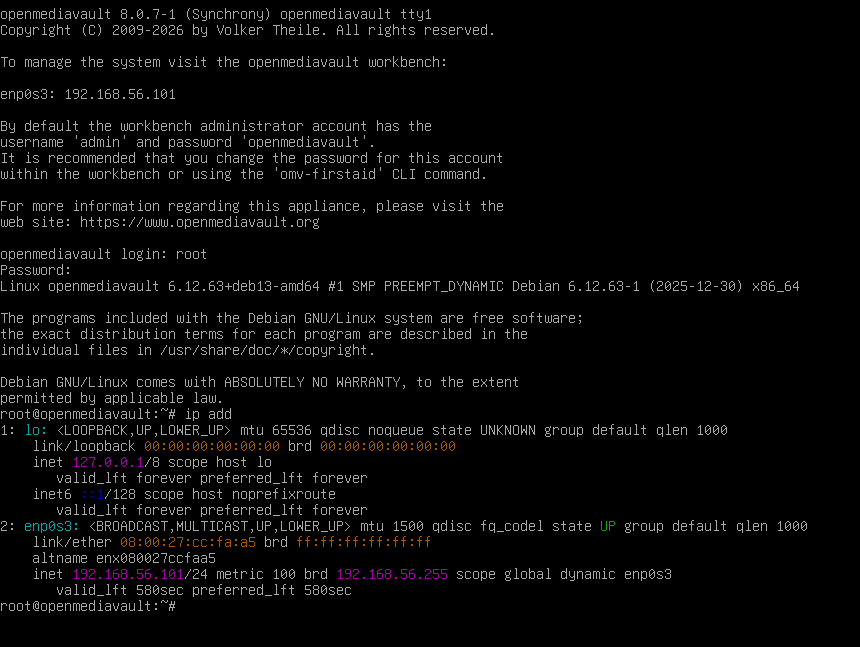 openmediavault 8.0.7-1 (Synchrony) openmediavault tty1
Copyright (C) 2009-2026 by Volker Theile. All rights reserved.
To manage the system visit the openmediavault workbench:
enp0s3: 192.168.56.101
By default the workbench administrator account has the
username 'admin' and password 'openmediavault'.
It is recommended that you change the password for this account
within the workbench or using the 'omv-firstaid' CLI command.
For more information regarding this appliance, please visit the
web site: https://www.openmediavault.org
openmediavault login: root
Password:
Linux openmediavault 6.12.63+deb13-amd64 #1 SMP PREEMPT_DYNAMIC Debian 6.12.63-1 (2025-12-30) x86_64
The programs included with the Debian GNU/Linux system are free software;
the exact distribution terms for each program are described in the
individual files in /usr/share/doc/*/copyright.
Debian GNU/Linux comes with ABSOLUTELY NO WARRANTY, to the extent
permitted by applicable law.
root@openmediavault:~# ip add
1: lo: <LOOPBACK,UP,LOWER_UP> mtu 65536 qdisc noqueue state UNKNOWN group default qlen 1000
    link/loopback 00:00:00:00:00:00 brd 00:00:00:00:00:00
    inet 127.0.0.1/8 scope host lo
       valid_lft forever preferred_lft forever
    inet6 ::1/128 scope host noprefixroute
       valid_lft forever preferred_lft forever
2: enp0s3: <BROADCAST,MULTICAST,UP,LOWER_UP> mtu 1500 qdisc fq_codel state UP group default qlen 1000
    link/ether 08:00:27:cc:fa:a5 brd ff:ff:ff:ff:ff:ff
    altname enx080027ccfaa5
    inet 192.168.56.101/24 metric 100 brd 192.168.56.255 scope global dynamic enp0s3
       valid_lft 580sec preferred_lft 580sec
root@openmediavault:~#